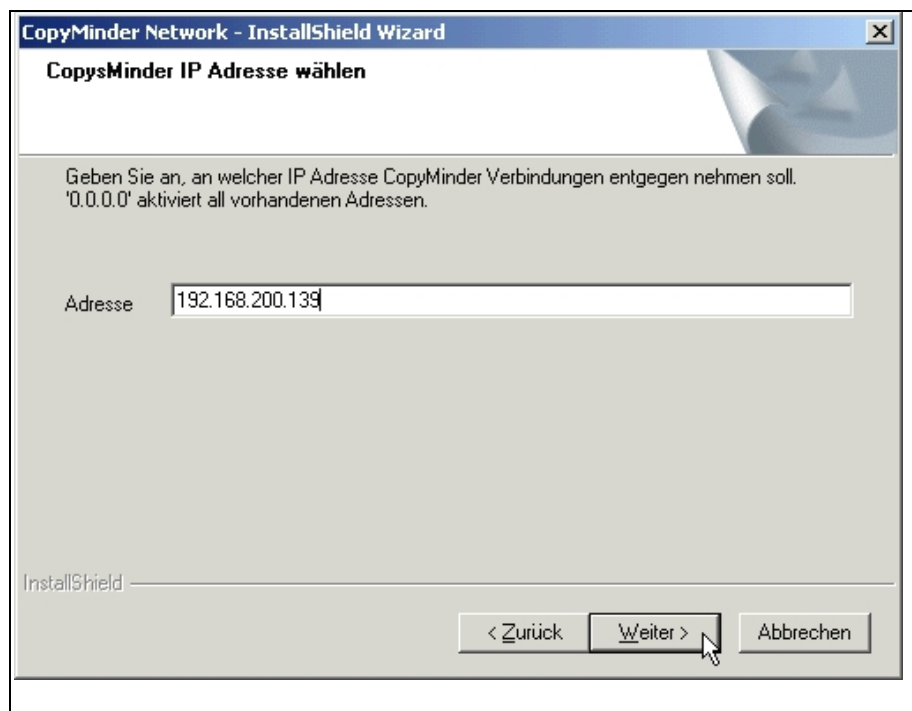 CopyMinder Network - InstallShield Wizard
CopysMinder IP Adresse wählen
Geben Sie an, an welcher IP Adresse CopyMinder Verbindungen entgegen nehmen soll.
'0.0.0.0' aktiviert all vorhandenen Adressen.
Adresse
192.168.200.139
InstallShield
< Zurück
Weiter >
Abbrechen